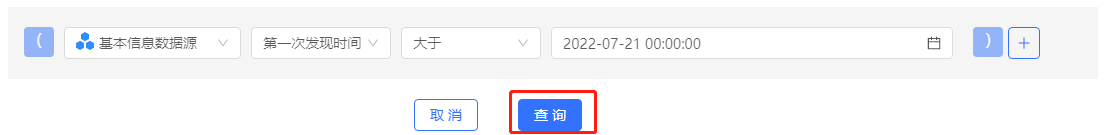 ( 基本信息数据源 第一次发现时间 大于 2022-07-21 00:00:00 ) +
取 消 查 询